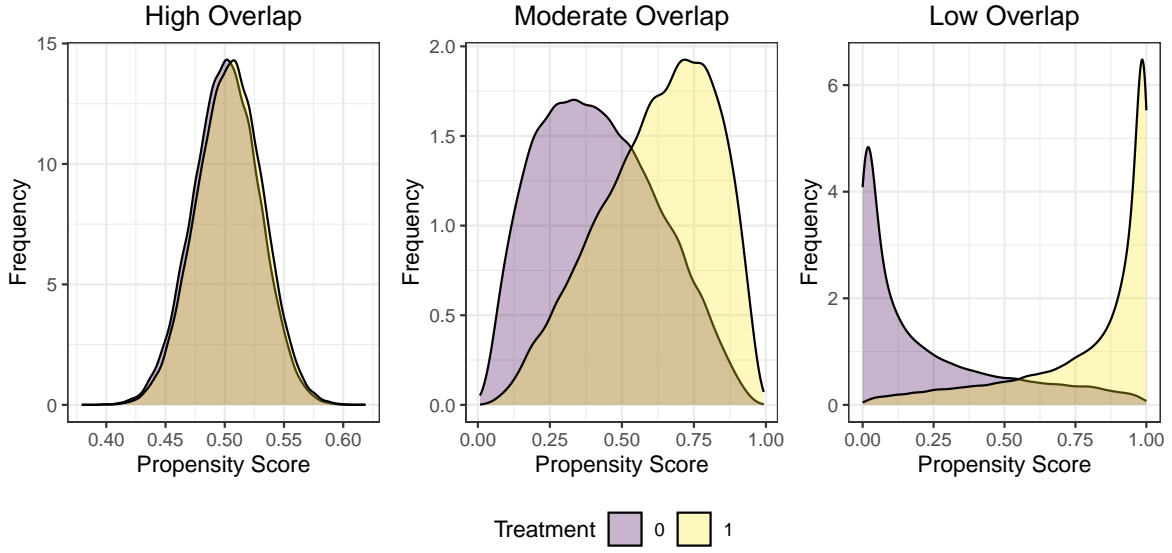 High Overlap
Moderate Overlap
Low Overlap
Frequency
15
10
5
0
0.40 0.45 0.50 0.55 0.60
Propensity Score
Frequency
2.0
1.5
1.0
0.5
0.0
0.00 0.25 0.50 0.75 1.00
Propensity Score
Frequency
6
4
2
0
0.00 0.25 0.50 0.75 1.00
Propensity Score
Treatment 0 1